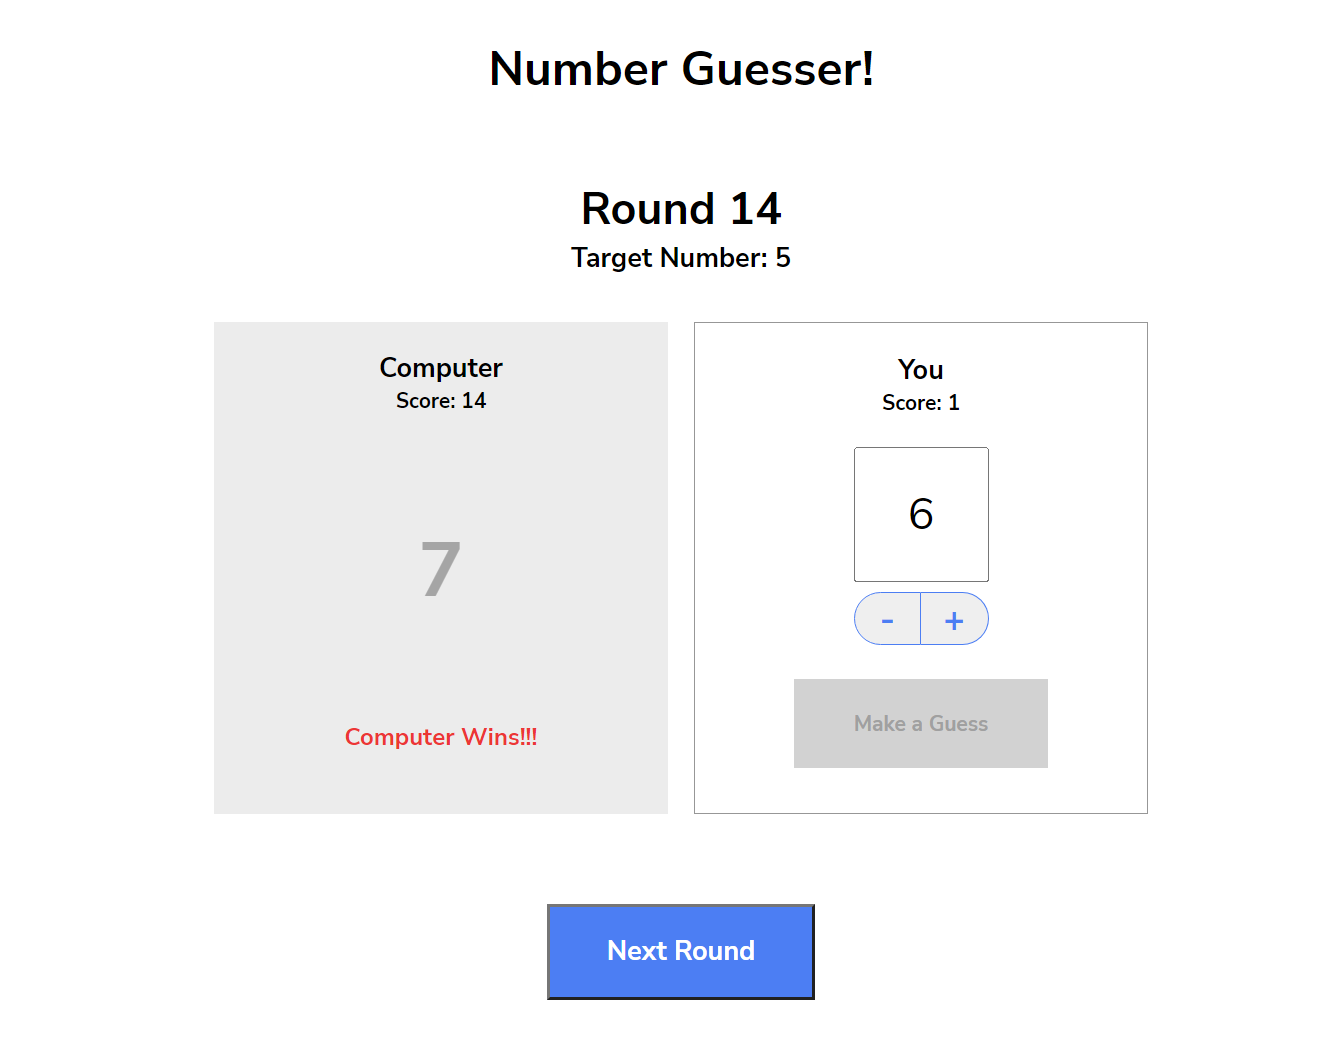 Number Guesser!
Round 14
Target Number: 5
Computer
Score: 14
7
Computer Wins!!!
You
Score: 1
6
- +
Make a Guess
Next Round